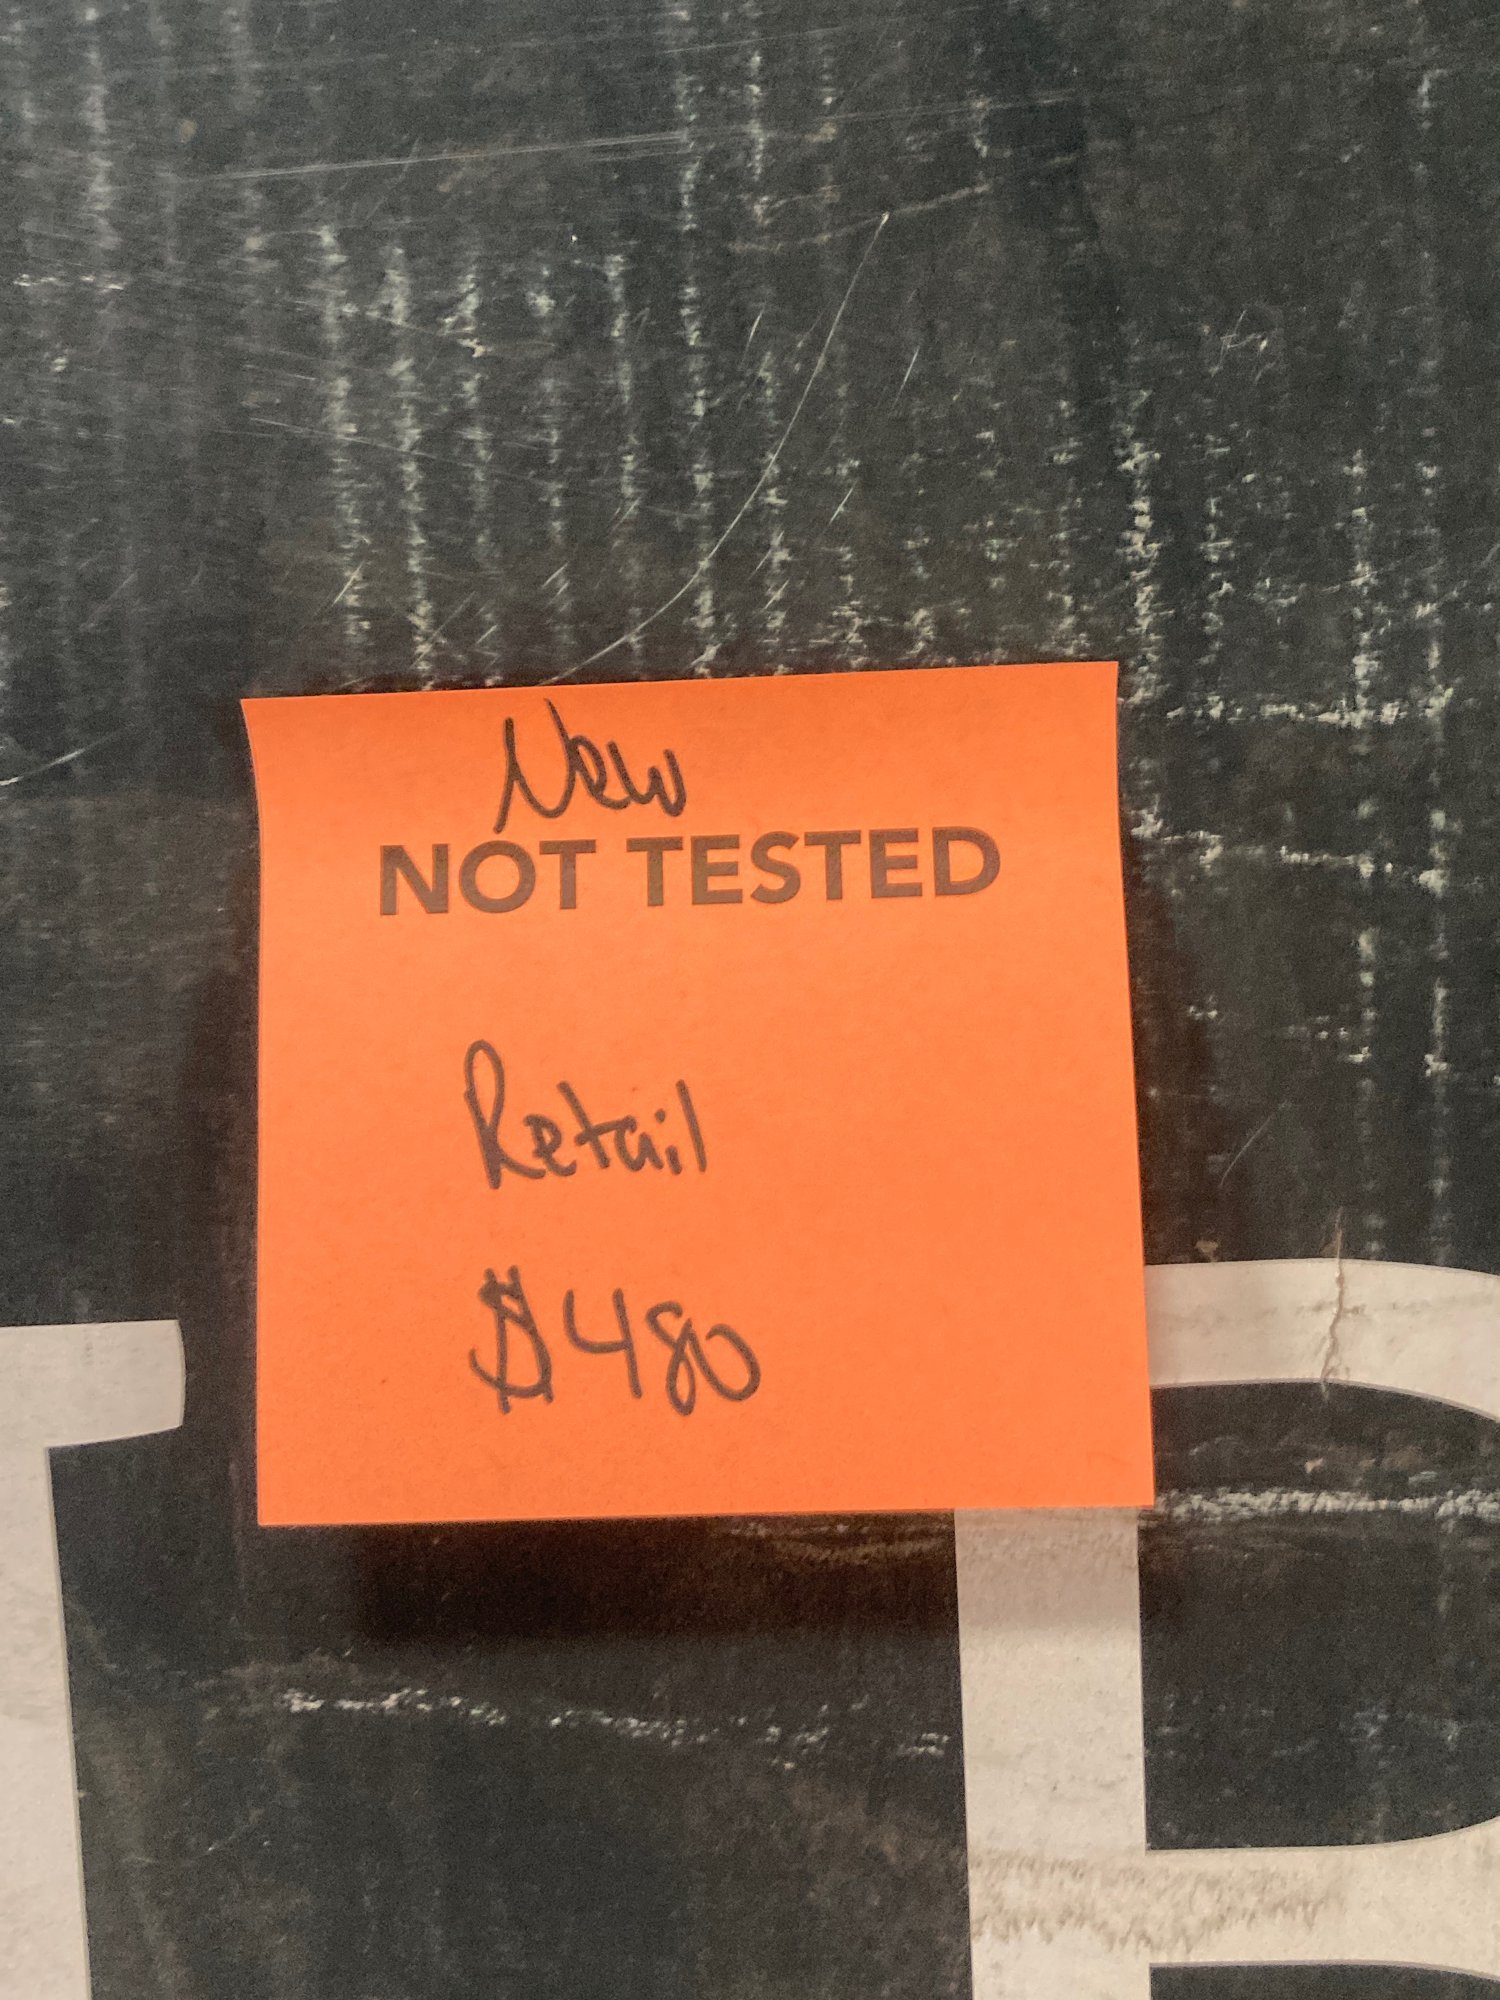 New
NOT TESTED
Retail
$480